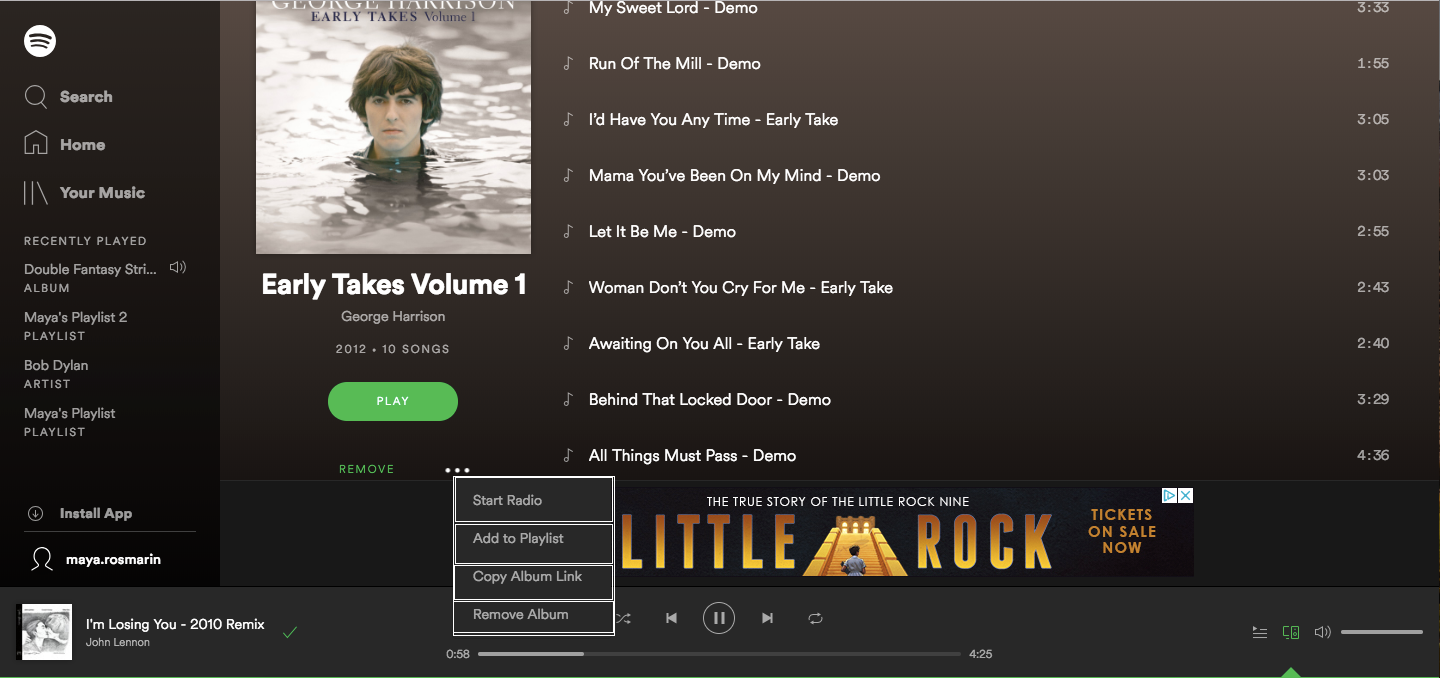 Search
Home
Your Music
RECENTLY PLAYED
Double Fantasy Stri...
ALBUM
Maya's Playlist 2
PLAYLIST
Bob Dylan
ARTIST
Maya's Playlist
PLAYLIST
Install App
maya.rosmarin
GEORGE HARRISON
EARLY TAKES Volume 1
Early Takes Volume 1
George Harrison
2012 • 10 SONGS
PLAY
REMOVE
My Sweet Lord - Demo 3:33
Run Of The Mill - Demo 1:55
I'd Have You Any Time - Early Take 3:05
Mama You've Been On My Mind - Demo 3:03
Let It Be Me - Demo 2:55
Woman Don't You Cry For Me - Early Take 2:43
Awaiting On You All - Early Take 2:40
Behind That Locked Door - Demo 3:29
All Things Must Pass - Demo 4:36
Start Radio
Add to Playlist
Copy Album Link
Remove Album
THE TRUE STORY OF THE LITTLE ROCK NINE
LITTLE ROCK
TICKETS
ON SALE
NOW
I'm Losing You - 2010 Remix
John Lennon
0:58
4:25